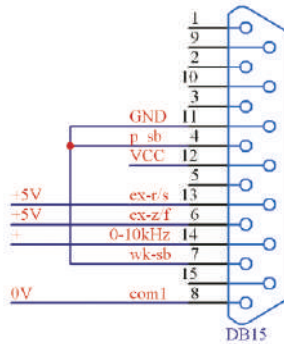 1
9
2
10
3
GND 11
p_sb 4
VCC 12
5
+5V ex-r/s 13
+5V ex-z/f 6
+ 0-10kHz 14
wk-sb 7
15
0V com1 8
DB15